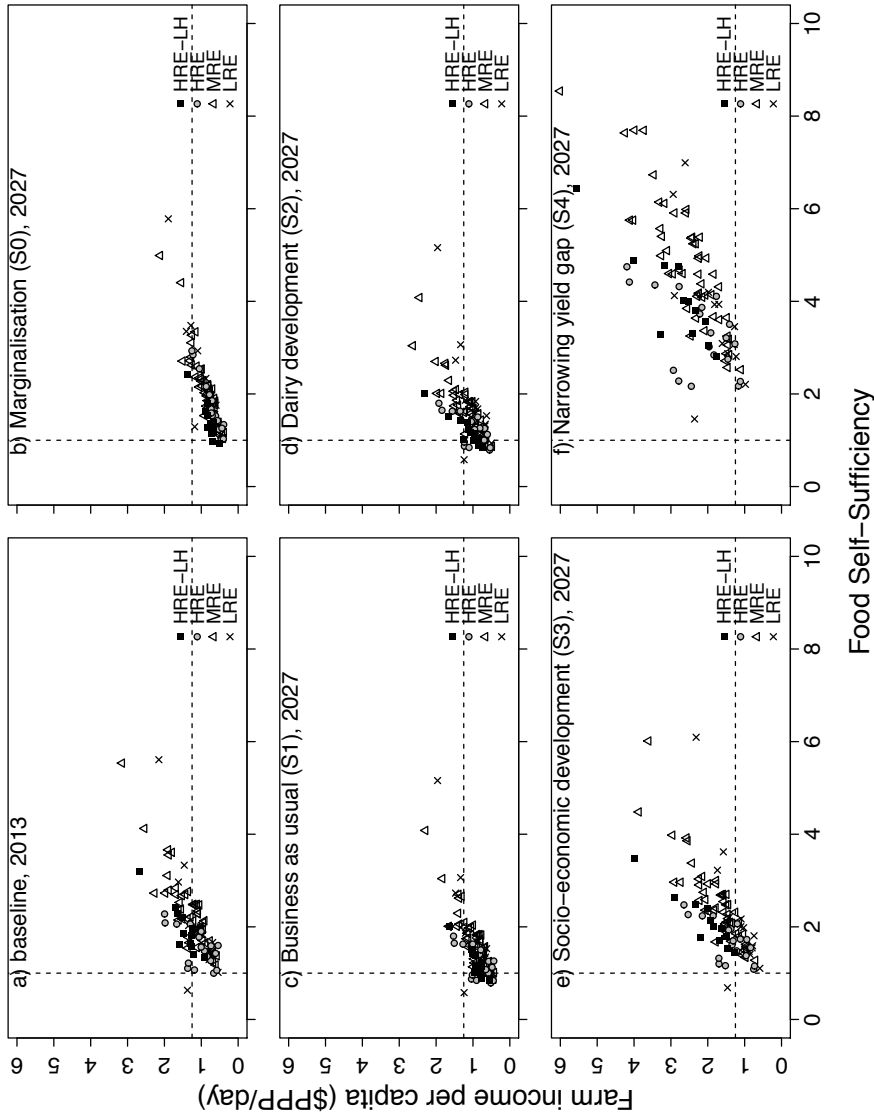 Farm income per capita ($PPP/day)
a) baseline, 2013
6
5
4
3
2
1
0
HRE−LH
HRE
MRE
LRE
b) Marginalisation (S0), 2027
HRE−LH
HRE
MRE
LRE
c) Business as usual (S1), 2027
6
5
4
3
2
1
0
HRE−LH
HRE
MRE
LRE
d) Dairy development (S2), 2027
HRE−LH
HRE
MRE
LRE
e) Socio−economic development (S3), 2027
6
5
4
3
2
1
0
HRE−LH
HRE
MRE
LRE
f) Narrowing yield gap (S4), 2027
HRE−LH
HRE
MRE
LRE
0 2 4 6 8 10
0 2 4 6 8 10
Food Self−Sufficiency